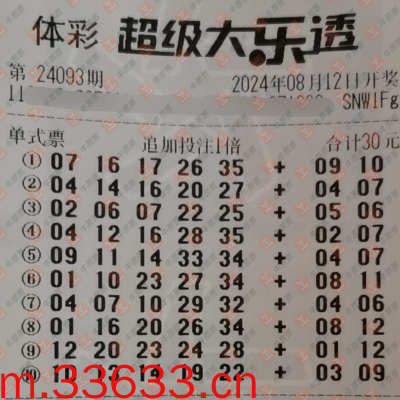 体彩 超级大乐透
第 24093期 2024年08月12日开奖
11 SNWlFg
单式票 追加投注1倍 合计30元
① 07 16 17 26 35 + 09 10
② 04 14 16 20 27 + 04 07
③ 02 06 07 22 25 + 05 06
④ 04 12 16 28 35 + 02 07
⑤ 09 11 14 33 34 + 04 07
⑥ 01 10 23 27 34 + 08 11
⑦ 04 07 10 29 32 + 04 06
⑧ 01 16 20 26 34 + 08 12
⑨ 12 20 23 24 28 + 01 12
⑩ 14 19 22 + 03 09
m.33633.cn